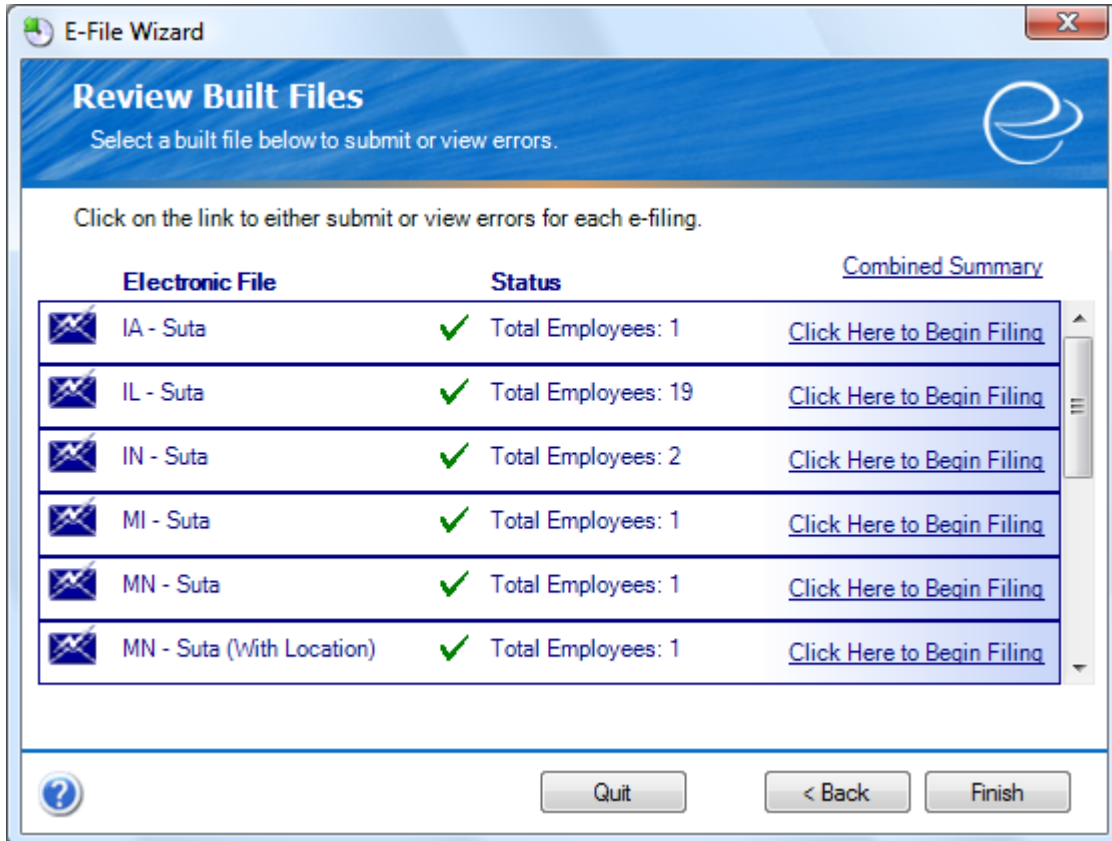 E-File Wizard
Review Built Files
Select a built file below to submit or view errors.
Click on the link to either submit or view errors for each e-filing.
Electronic File Status Combined Summary
IA - Suta Total Employees: 1 Click Here to Begin Filing
IL - Suta Total Employees: 19 Click Here to Begin Filing
IN - Suta Total Employees: 2 Click Here to Begin Filing
MI - Suta Total Employees: 1 Click Here to Begin Filing
MN - Suta Total Employees: 1 Click Here to Begin Filing
MN - Suta (With Location) Total Employees: 1 Click Here to Begin Filing
? Quit < Back Finish